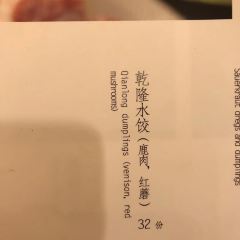 乾隆水饺(鹿肉、红蘑)
32 份
Qianlong dumplings (venison, red
mushrooms)